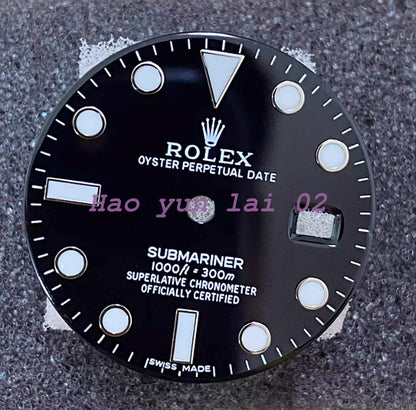 ROLEX
OYSTER PERPETUAL DATE
Hao yun lai 02
SUBMARINER
1000ft = 300m
SUPERLATIVE CHRONOMETER
OFFICIALLY CERTIFIED
SWISS MADE